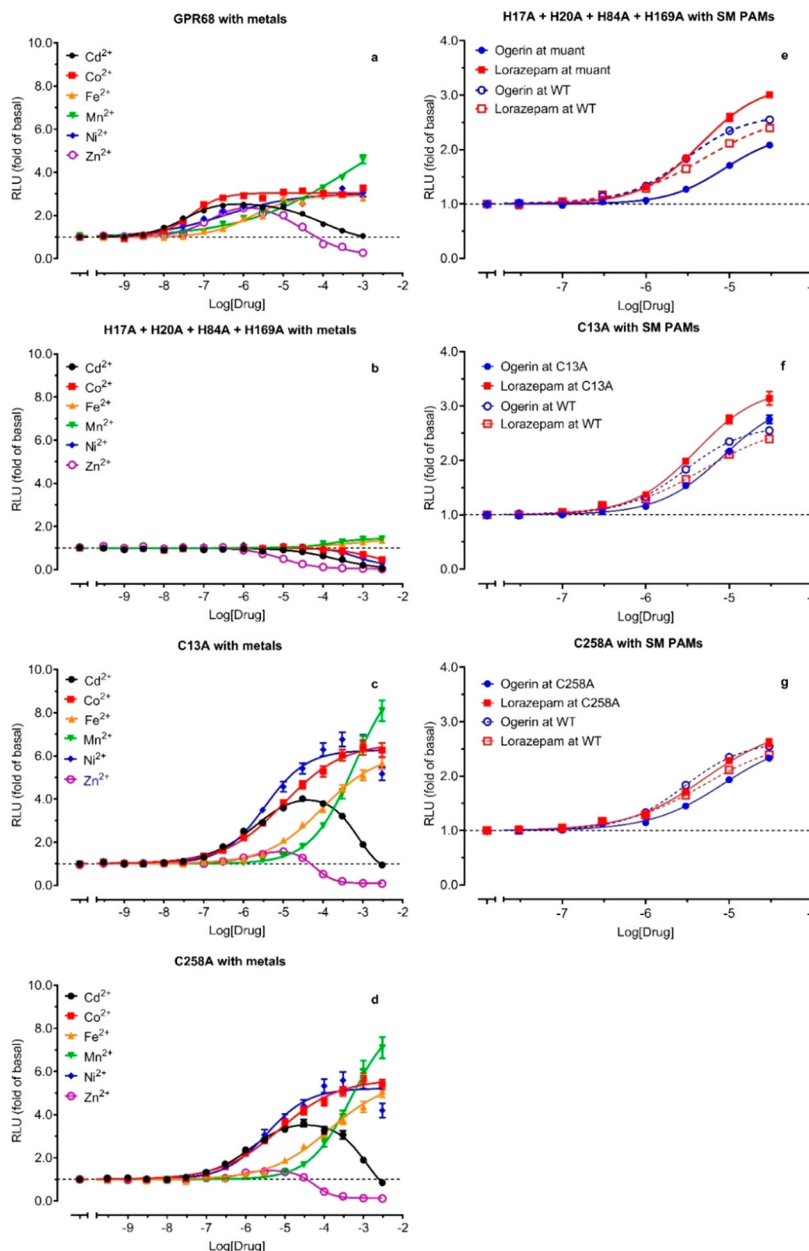 GPR68 with metals
a
RLU (fold of basal)
10.0
8.0
6.0
4.0
2.0
0.0
Cd2+
Co2+
Fe2+
Mn2+
Ni2+
Zn2+
-9 -8 -7 -6 -5 -4 -3 -2
Log[Drug]
H17A + H20A + H84A + H169A with metals
b
RLU (fold of basal)
10.0
8.0
6.0
4.0
2.0
0.0
Cd2+
Co2+
Fe2+
Mn2+
Ni2+
Zn2+
-9 -8 -7 -6 -5 -4 -3 -2
Log[Drug]
C13A with metals
c
RLU (fold of basal)
10.0
8.0
6.0
4.0
2.0
0.0
Cd2+
Co2+
Fe2+
Mn2+
Ni2+
Zn2+
-9 -8 -7 -6 -5 -4 -3 -2
Log[Drug]
C258A with metals
d
RLU (fold of basal)
10.0
8.0
6.0
4.0
2.0
0.0
Cd2+
Co2+
Fe2+
Mn2+
Ni2+
Zn2+
-9 -8 -7 -6 -5 -4 -3 -2
Log[Drug]
H17A + H20A + H84A + H169A with SM PAMs
e
RLU (fold of basal)
4.0
3.0
2.0
1.0
0.0
Ogerin at muant
Lorazepam at muant
Ogerin at WT
Lorazepam at WT
-7 -6 -5
Log[Drug]
C13A with SM PAMs
f
RLU (fold of basal)
4.0
3.0
2.0
1.0
0.0
Ogerin at C13A
Lorazepam at C13A
Ogerin at WT
Lorazepam at WT
-7 -6 -5
Log[Drug]
C258A with SM PAMs
g
RLU (fold of basal)
4.0
3.0
2.0
1.0
0.0
Ogerin at C258A
Lorazepam at C258A
Ogerin at WT
Lorazepam at WT
-7 -6 -5
Log[Drug]